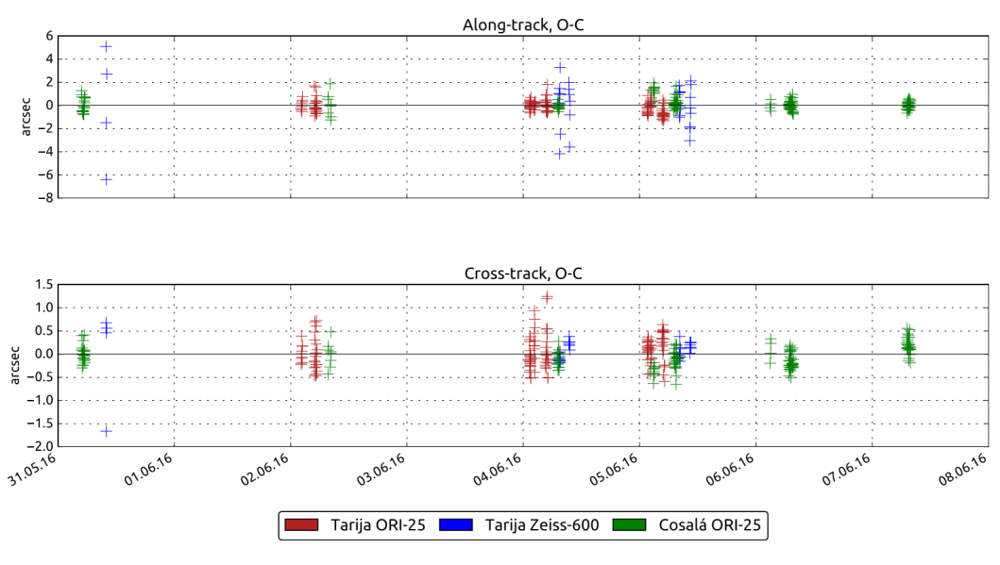 Along-track, O-C
6
4
2
0
−2
−4
−6
−8
arcsec
Cross-track, O-C
1.5
1.0
0.5
0.0
−0.5
−1.0
−1.5
−2.0
arcsec
31.05.16 01.06.16 02.06.16 03.06.16 04.06.16 05.06.16 06.06.16 07.06.16 08.06.16
Tarija ORI-25 Tarija Zeiss-600 Cosalá ORI-25